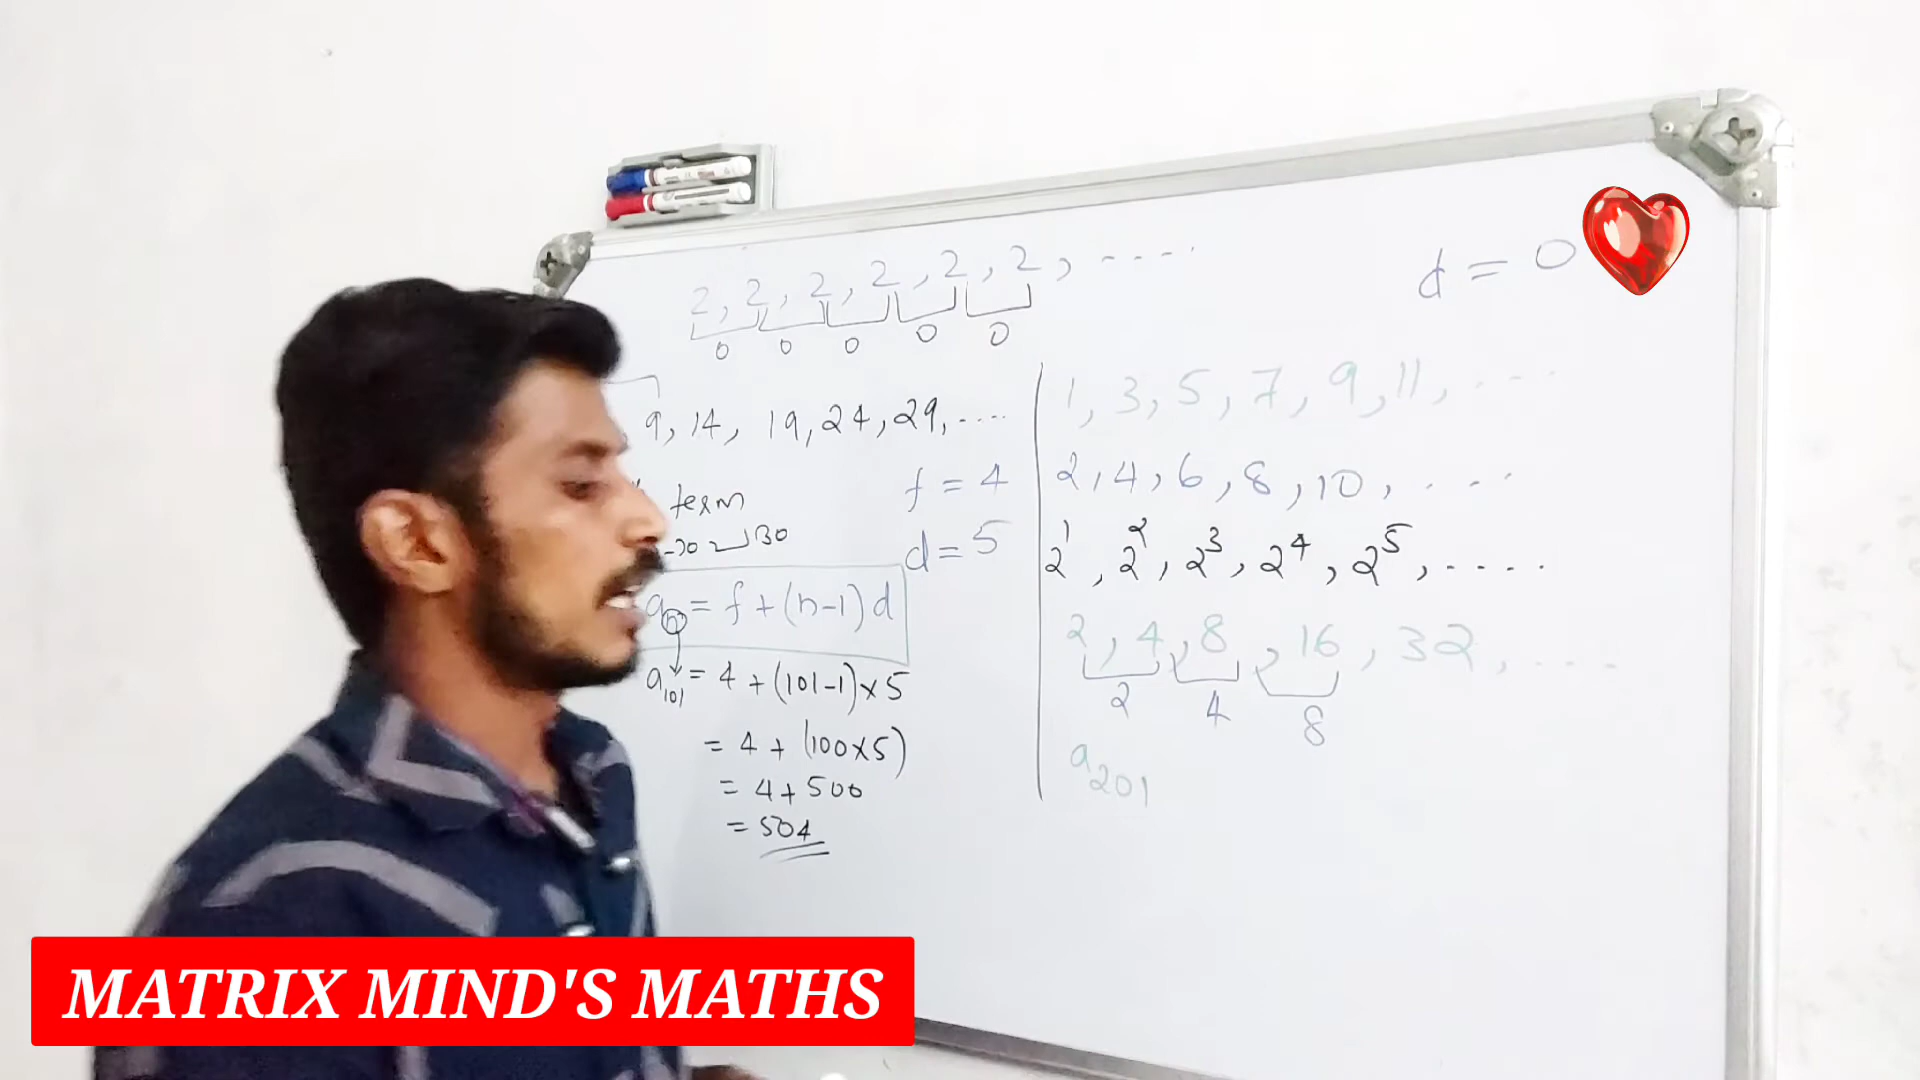 2, 2, 2, 2, 2, 2, ....
0 0 0 0 0
d = 0
9, 14, 19, 24, 29, ....
f = 4
d = 5
term
30
aₙ = f + (n-1) d
a₁₀₁ = 4 + (101-1) × 5
= 4 + (100×5)
= 4 + 500
= 504
1, 3, 5, 7, 9, 11, ....
2, 4, 6, 8, 10, ....
2¹, 2², 2³, 2⁴, 2⁵, .....
2, 4, 8, 16, 32, ....
2 4 8
a₂₀₁
MATRIX MIND'S MATHS